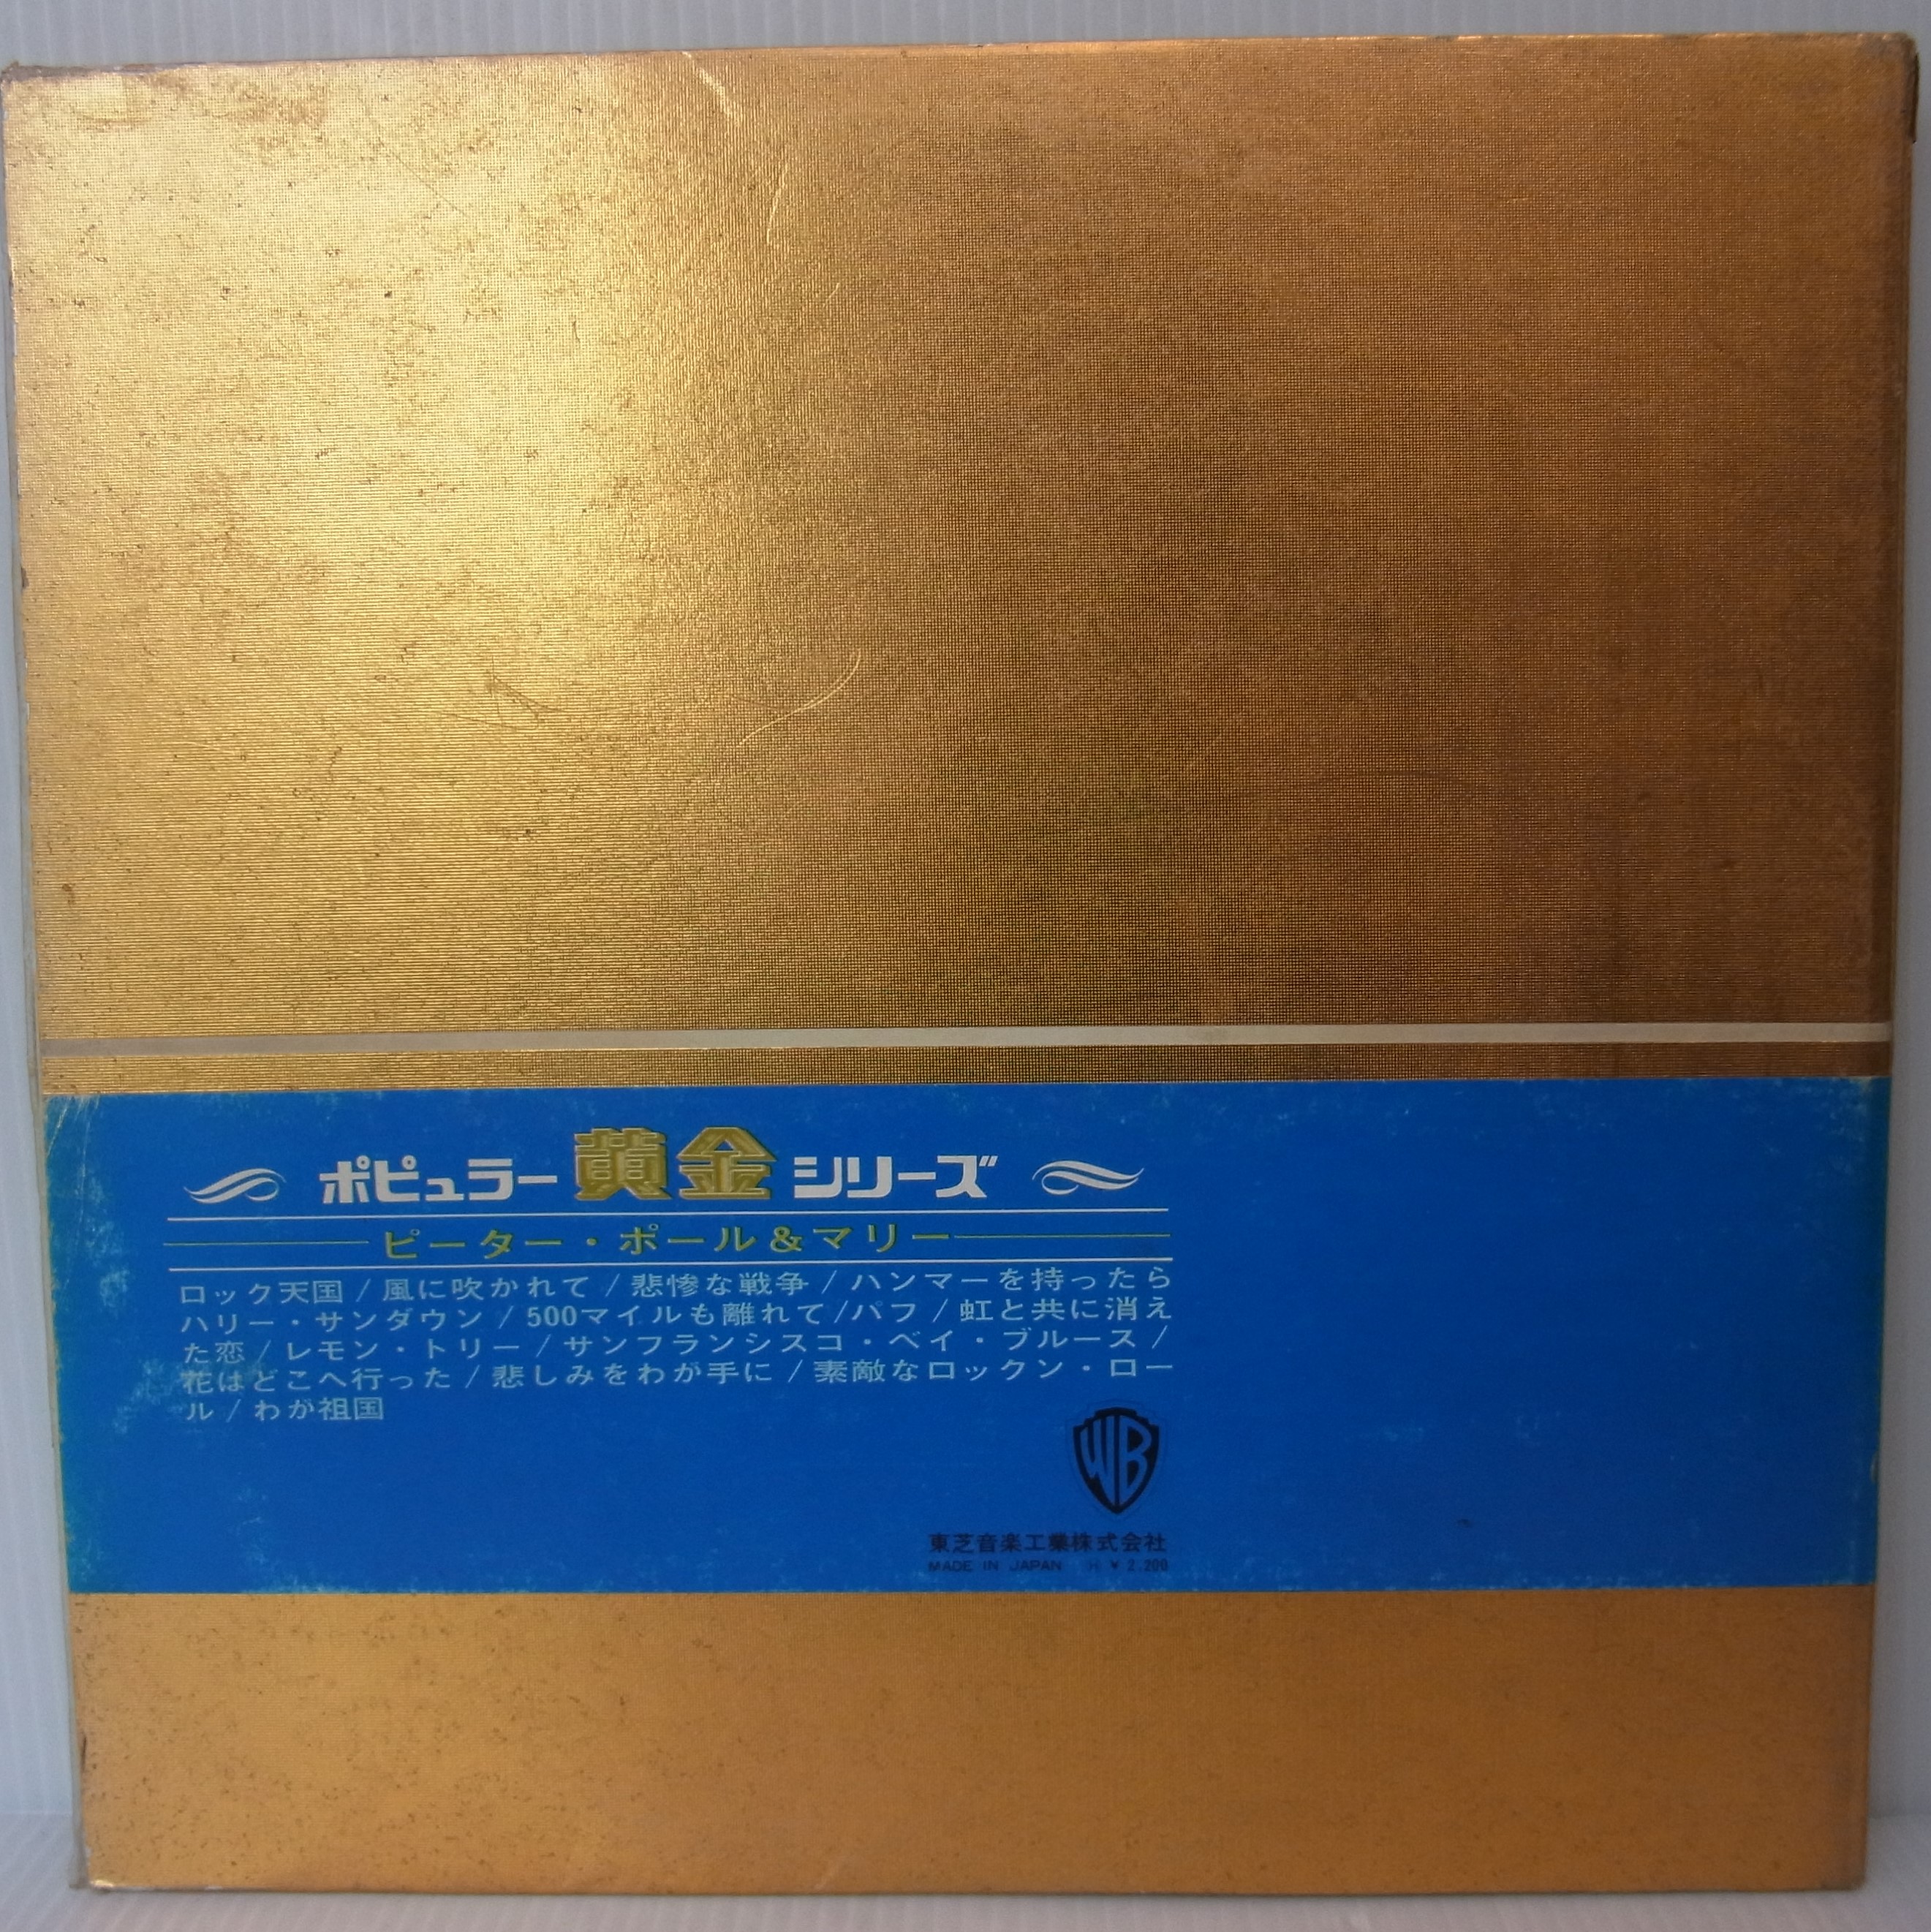 ポピュラー黄金シリーズ
ピーター・ポール&マリー
ロック天国/風に吹かれて/悲惨な戦争/ハンマーを持ったら
ハリー・サンダウン/500マイルも離れて/パフ/虹と共に消え
た恋/レモン・トリー/サンフランシスコ・ベイ・ブルース/
花はどこへ行った/悲しみをわが手に/素敵なロックン・ロー
ル/わが祖国
WB
東芝音楽工業株式会社
MADE IN JAPAN ¥2,200